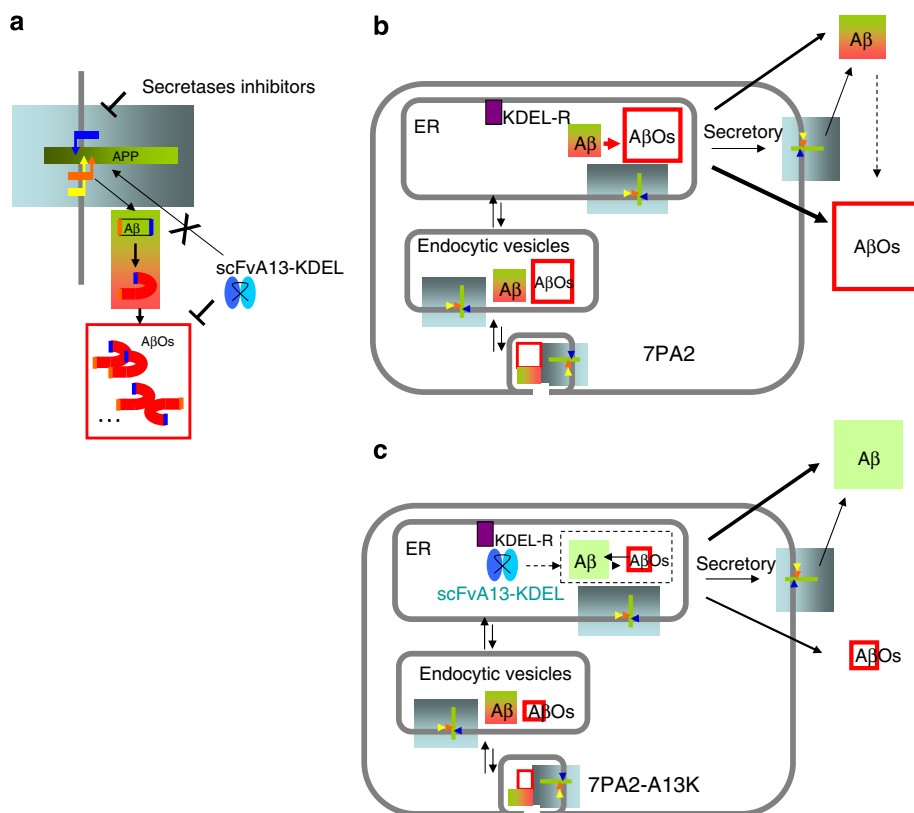 a
Secretases inhibitors
APP
Aβ
scFvA13-KDEL
AβOs
...
b
Aβ
KDEL-R
ER
Aβ
AβOs
Secretory
Endocytic vesicles
Aβ
AβOs
AβOs
7PA2
c
Aβ
KDEL-R
ER
Aβ
AβOs
Secretory
scFvA13-KDEL
AβOs
Endocytic vesicles
Aβ
AβOs
7PA2-A13K